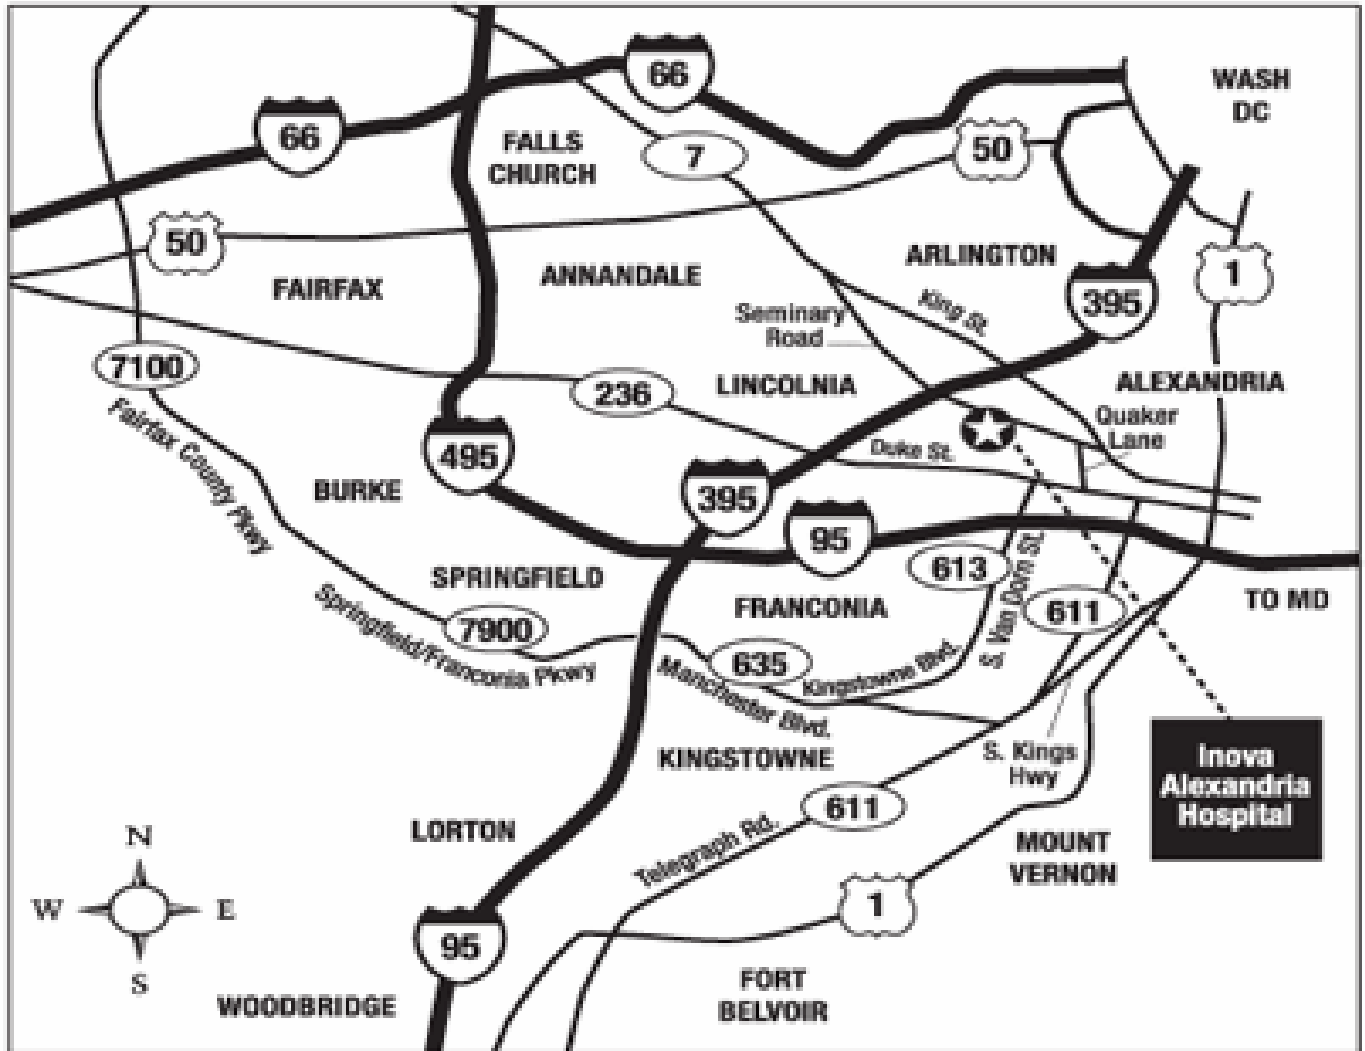 66
WASH
DC
66
FALLS
CHURCH
7
50
50
ARLINGTON
1
FAIRFAX
ANNANDALE
395
King St.
Seminary
Road
7100
236
LINCOLNIA
ALEXANDRIA
Fairfax County Pkwy
Quaker
Lane
495
Duke St.
BURKE
395
95
SPRINGFIELD
613
S. Van Dorn St.
FRANCONIA
611
TO MD
7900
Springfield/Franconia Pkwy
635
Kingstowne Blvd.
Manchester Blvd.
KINGSTOWNE
S. Kings
Hwy
Inova
Alexandria
Hospital
611
LORTON
Telegraph Rd.
MOUNT
VERNON
N
W
E
S
1
95
FORT
BELVOIR
WOODBRIDGE